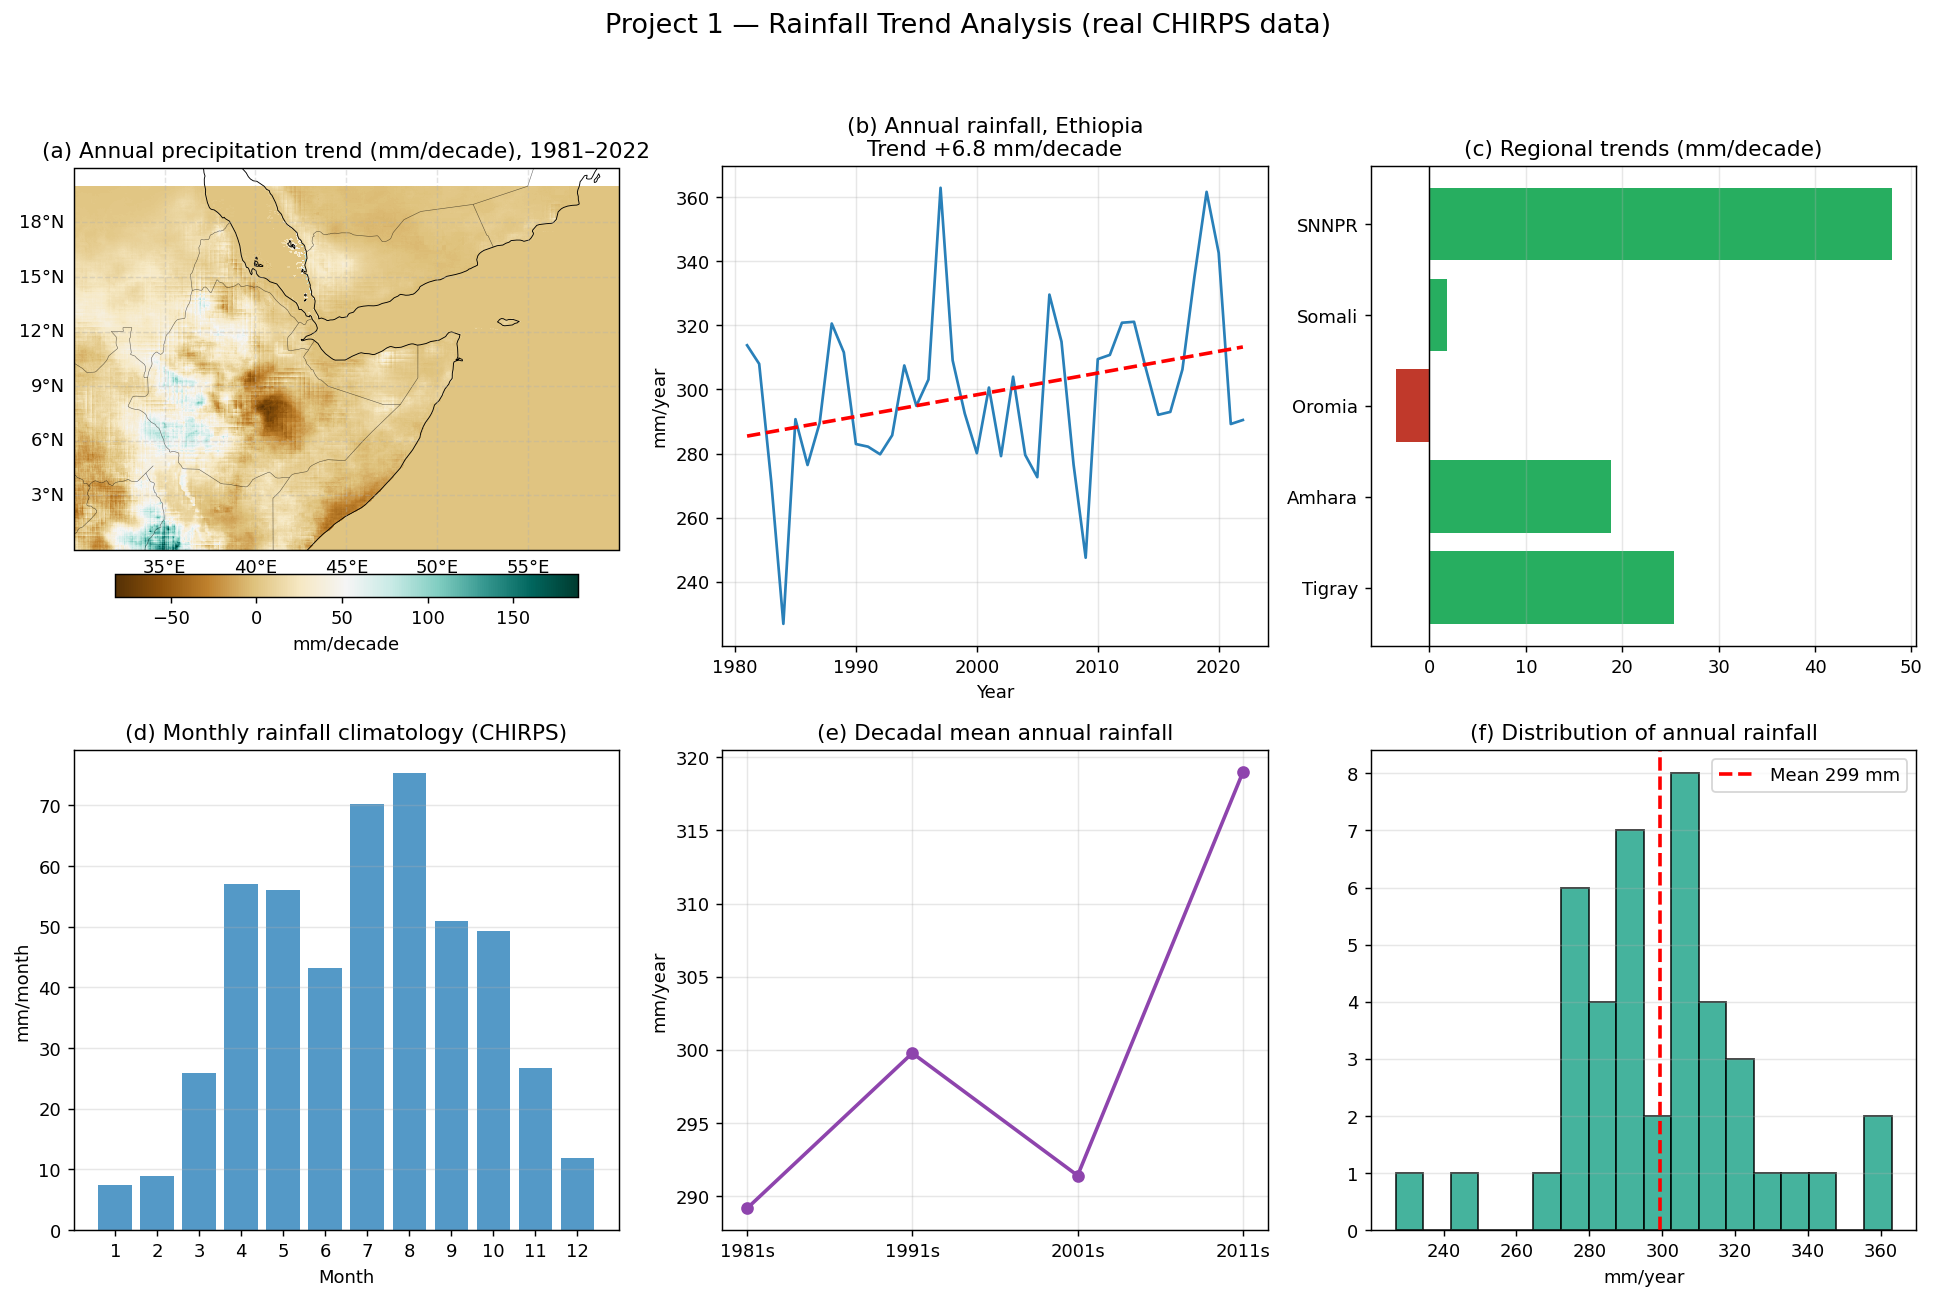 Project 1 — Rainfall Trend Analysis (real CHIRPS data)
(a) Annual precipitation trend (mm/decade), 1981–2022
18°N
15°N
12°N
9°N
6°N
3°N
35°E 40°E 45°E 50°E 55°E
−50 0 50 100 150
mm/decade
(b) Annual rainfall, Ethiopia
Trend +6.8 mm/decade
mm/year
360
340
320
300
280
260
240
1980 1990 2000 2010 2020
Year
(c) Regional trends (mm/decade)
SNNPR
Somali
Oromia
Amhara
Tigray
0 10 20 30 40 50
(d) Monthly rainfall climatology (CHIRPS)
mm/month
70
60
50
40
30
20
10
0
1 2 3 4 5 6 7 8 9 10 11 12
Month
(e) Decadal mean annual rainfall
mm/year
320
315
310
305
300
295
290
1981s 1991s 2001s 2011s
(f) Distribution of annual rainfall
Mean 299 mm
8
7
6
5
4
3
2
1
0
240 260 280 300 320 340 360
mm/year